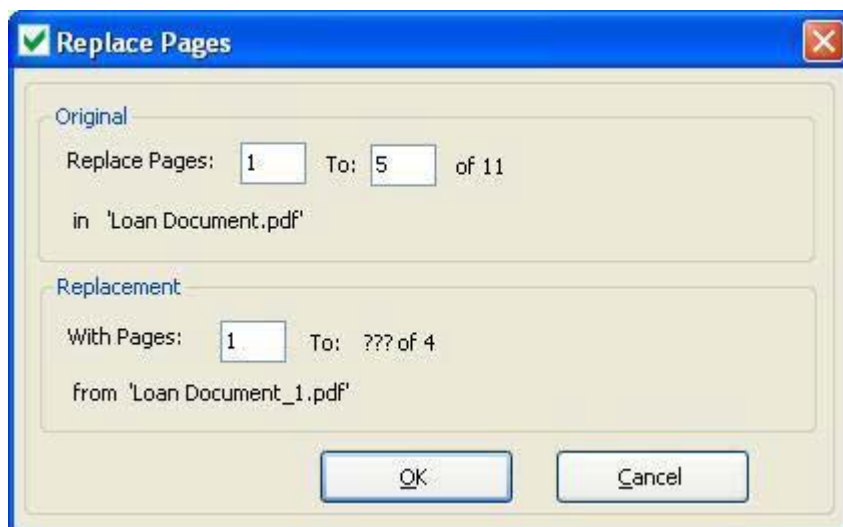 Replace Pages
Original
Replace Pages: 1 To: 5 of 11
in 'Loan Document.pdf'
Replacement
With Pages: 1 To: ??? of 4
from 'Loan Document_1.pdf'
OK Cancel